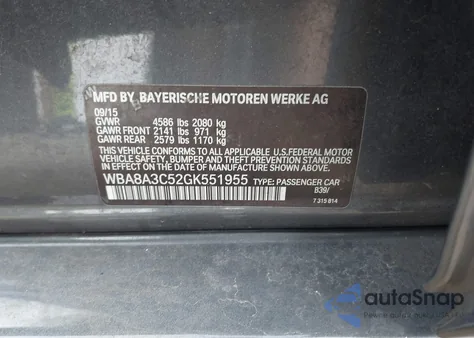 MFD BY BAYERISCHE MOTOREN WERKE AG
09/15
GVWR 4586 lbs 2080 kg
GAWR FRONT 2141 lbs 971 kg
GAWR REAR 2579 lbs 1170 kg
THIS VEHICLE CONFORMS TO ALL APPLICABLE
U.S.FEDERAL MOTOR VEHICLE SAFETY, BUMPER,
AND THEFT PREVENTION STANDARDS IN EFFECT ON
THE DATE OF MANUFACTURE SHOWN ABOVE.
WBA8A3C52GK551955 TYPE: PASSENGER CAR
839/
7 315 814
autoSnap